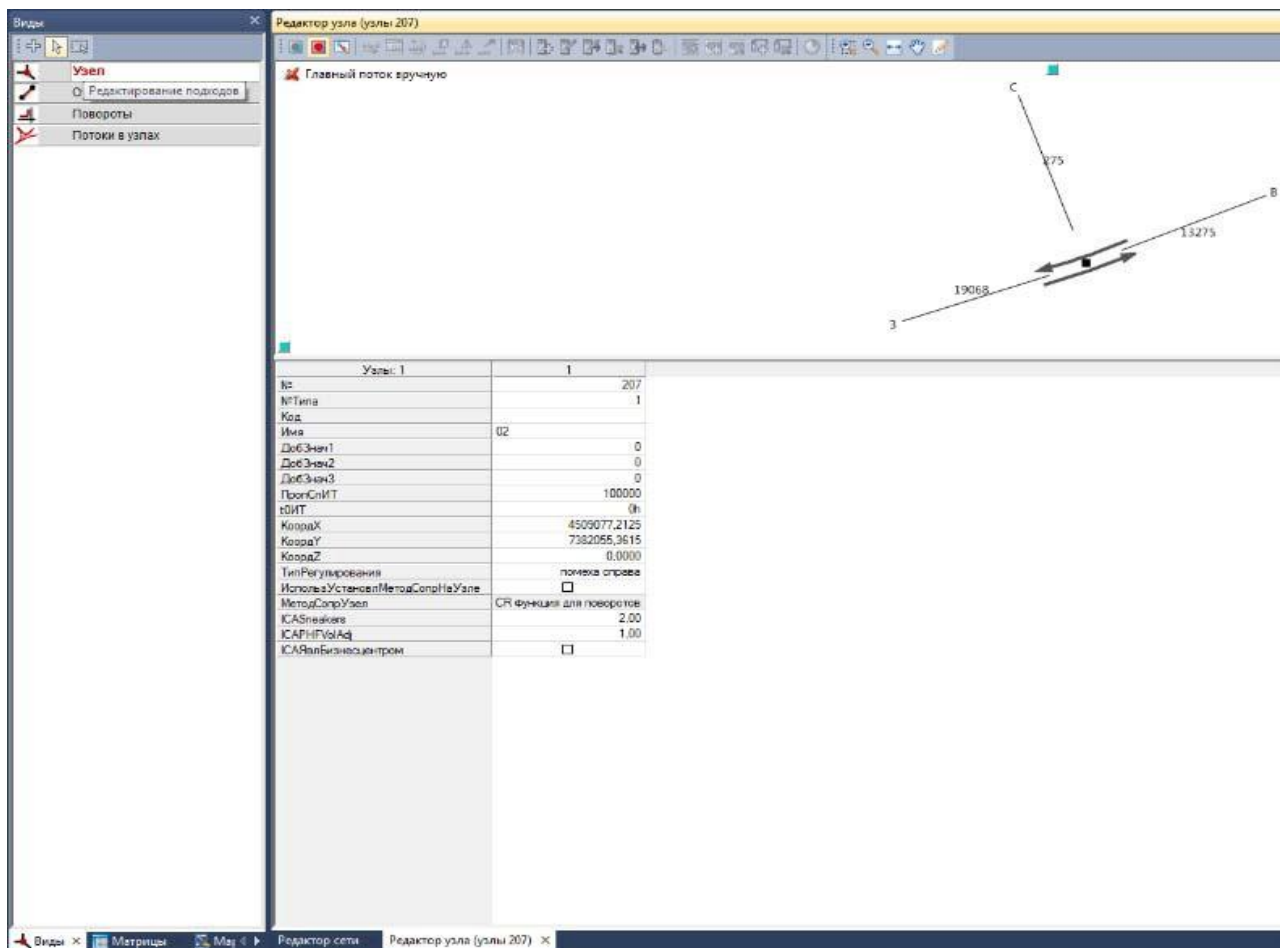 Виды
Редактор узла (узлы 207)
Узел
О
Редактирование подходов
Повороты
Потоки в узлах
Главный поток вручную
С
275
В
13275
19068
З
Узлы: 1 1
№ 207
№Типа 1
Код
Имя 02
ДобЗнач1 0
ДобЗнач2 0
ДобЗнач3 0
ПропСпИТ 100000
t0ИТ 0h
КоордX 4509077,2125
КоордY 7382055,3615
КоордZ 0,0000
ТипРегулирования помеха справа
ИспользУстановлМетодСопрНаУзле
МетодСопрУзел CR функция для поворотов
ICASneakers 2,00
ICAPHFVolAdj 1,00
ICAЯвлБизнесцентром
Виды Матрицы Мај
Редактор сети Редактор узла (узлы 207)